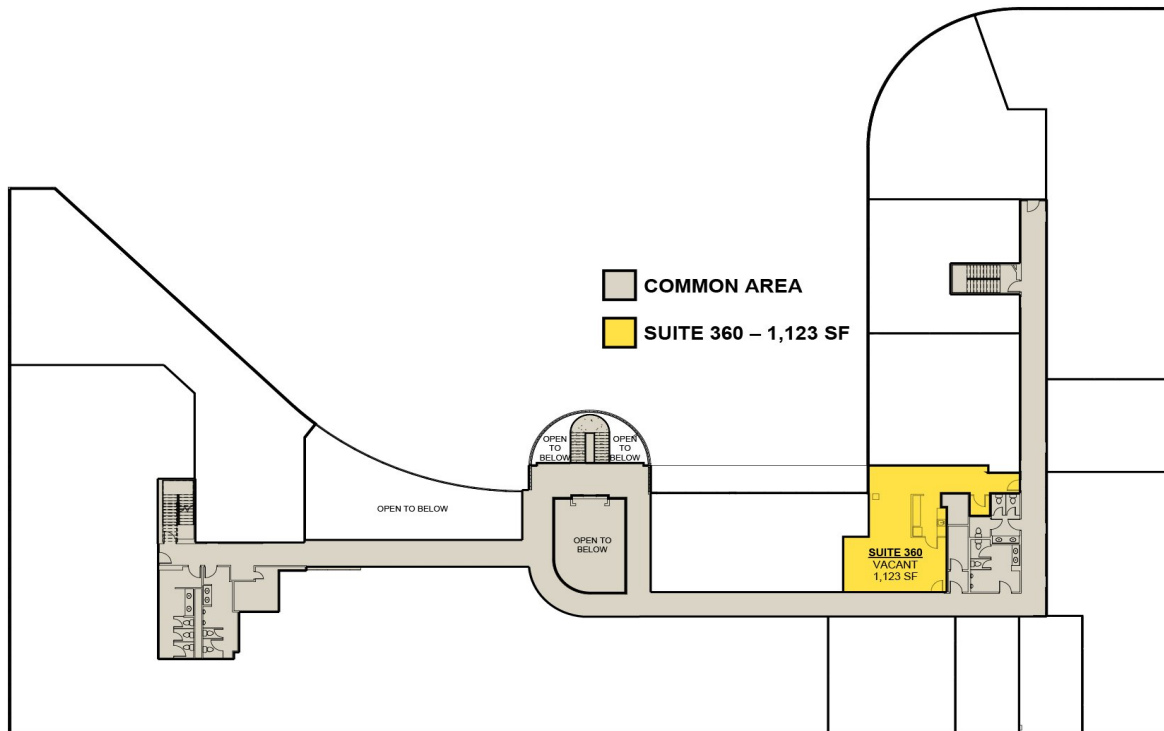 COMMON AREA
SUITE 360 – 1,123 SF
OPEN
TO
BELOW
OPEN
TO
BELOW
OPEN TO BELOW
OPEN TO
BELOW
SUITE 360
VACANT
1,123 SF